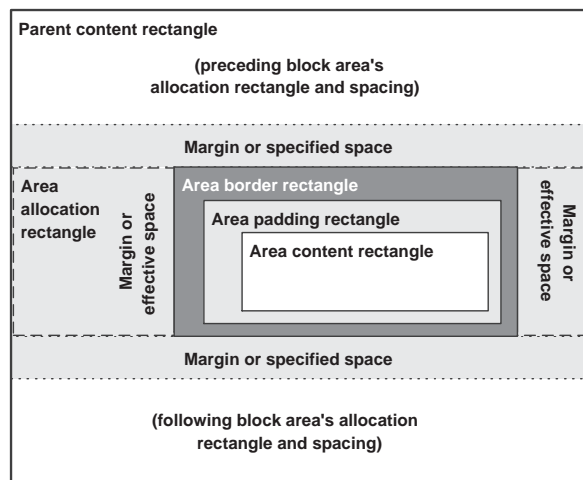 Parent content rectangle
(preceding block area's
allocation rectangle and spacing)
Margin or specified space
Area border rectangle
Area
allocation
rectangle
Margin or
effective space
Area padding rectangle
Area content rectangle
Margin or
effective space
Margin or specified space
(following block area's allocation
rectangle and spacing)